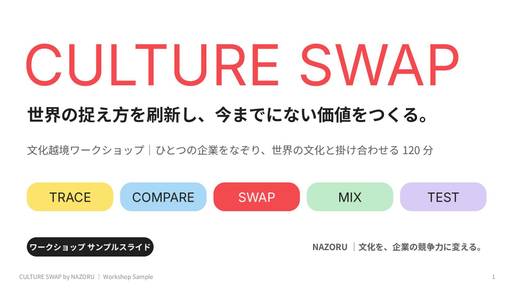 CULTURE SWAP
世界の捉え方を刷新し、今までにない価値をつくる。
文化越境ワークショップ｜ひとつの企業をなぞり、世界の文化と掛け合わせる 120 分
TRACE COMPARE SWAP MIX TEST
ワークショップ サンプルスライド NAZORU ｜文化を、企業の競争力に変える。
CULTURE SWAP by NAZORU ｜ Workshop Sample 1